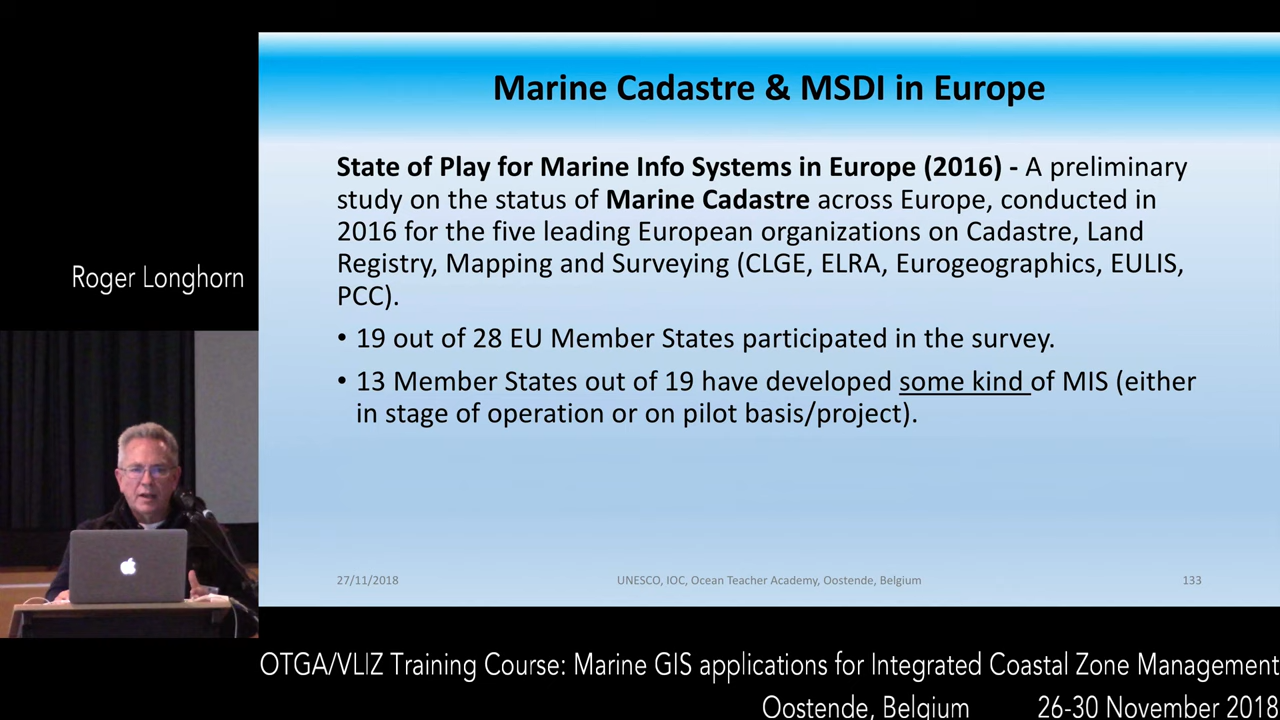 Marine Cadastre & MSDI in Europe
State of Play for Marine Info Systems in Europe (2016) - A preliminary
study on the status of Marine Cadastre across Europe, conducted in
2016 for the five leading European organizations on Cadastre, Land
Registry, Mapping and Surveying (CLGE, ELRA, Eurogeographics, EULIS,
PCC).
• 19 out of 28 EU Member States participated in the survey.
• 13 Member States out of 19 have developed some kind of MIS (either
in stage of operation or on pilot basis/project).
27/11/2018 UNESCO, IOC, Ocean Teacher Academy, Oostende, Belgium 133
Roger Longhorn
OTGA/VLIZ Training Course: Marine GIS applications for Integrated Coastal Zone Management
Oostende, Belgium 26-30 November 2018